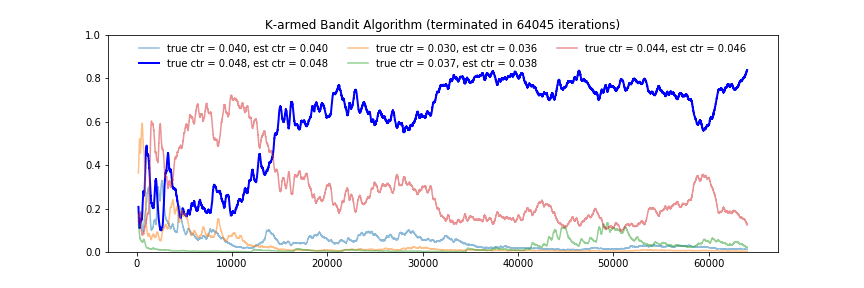 K-armed Bandit Algorithm (terminated in 64045 iterations)
1.0
true ctr = 0.040, est ctr = 0.040 true ctr = 0.030, est ctr = 0.036 true ctr = 0.044, est ctr = 0.046
true ctr = 0.048, est ctr = 0.048 true ctr = 0.037, est ctr = 0.038
0.8
0.6
0.4
0.2
0.0
0 10000 20000 30000 40000 50000 60000